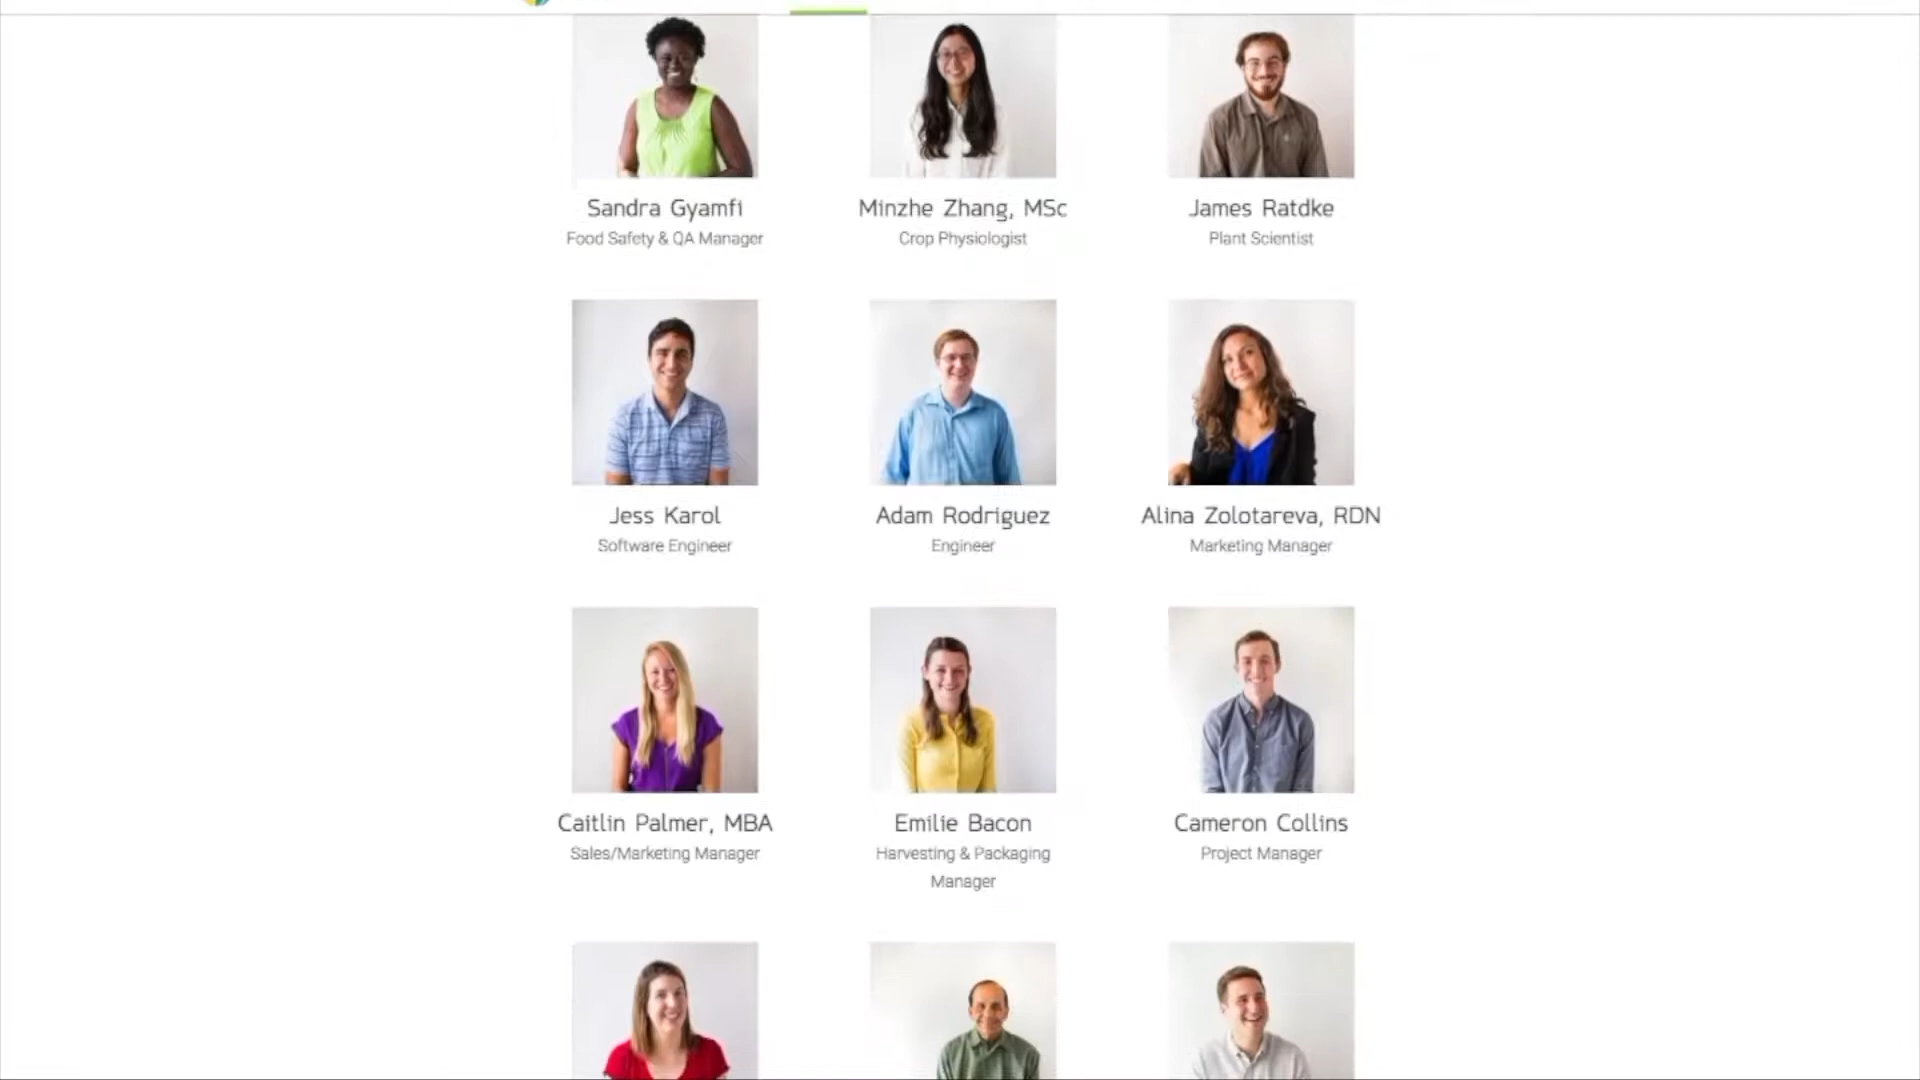 Sandra Gyamfi
Food Safety & QA Manager
Minzhe Zhang, MSc
Crop Physiologist
James Ratdke
Plant Scientist
Jess Karol
Software Engineer
Adam Rodriguez
Engineer
Alina Zolotareva, RDN
Marketing Manager
Caitlin Palmer, MBA
Sales/Marketing Manager
Emilie Bacon
Harvesting & Packaging
Manager
Cameron Collins
Project Manager